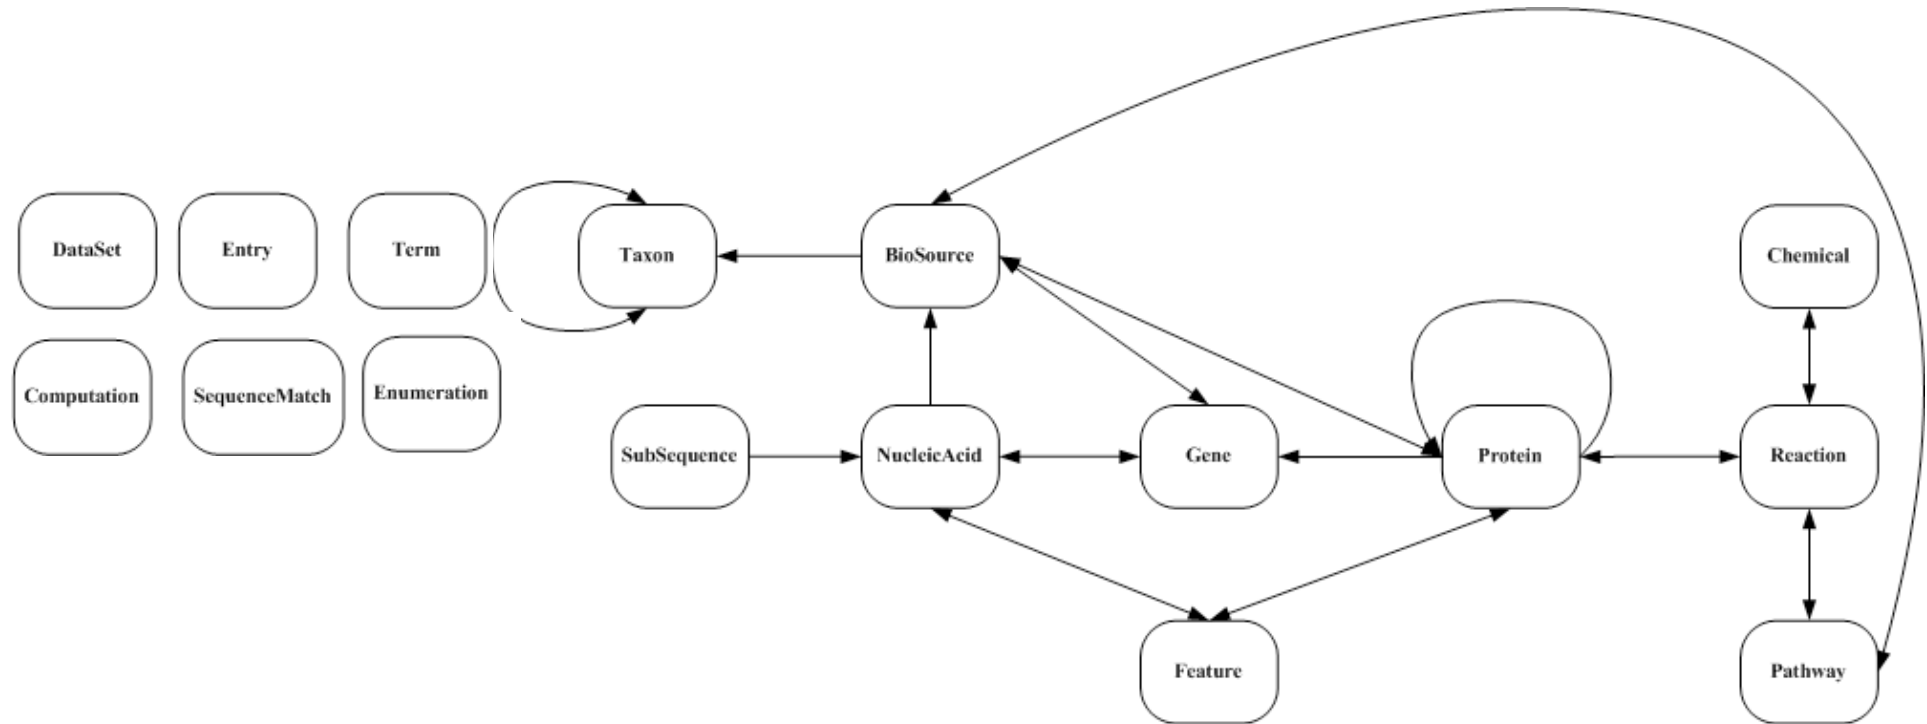 DataSet
Entry
Term
Taxon
BioSource
Chemical
Computation
SequenceMatch
Enumeration
SubSequence
NucleicAcid
Gene
Protein
Reaction
Feature
Pathway